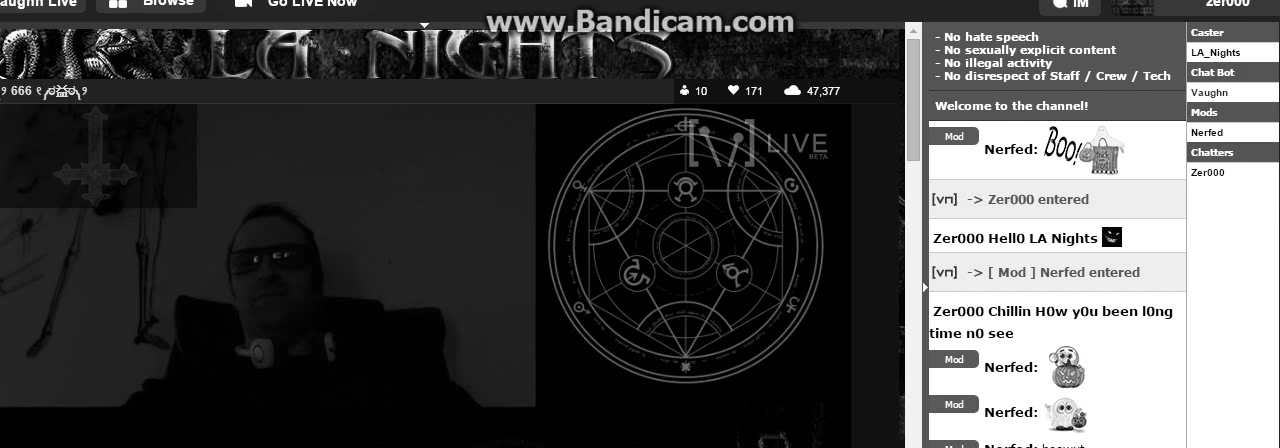 www.Bandicam.com
aughn Live
Browse
Go LIVE Now
IM
zer000
LA NIGHTS
666
10
171
47,377
[V] LIVE
BETA
- No hate speech
- No sexually explicit content
- No illegal activity
- No disrespect of Staff / Crew / Tech
Welcome to the channel!
Mod
Nerfed: BOO!
[vn] -> Zer000 entered
Zer000 Hell0 LA Nights
[vn] -> [ Mod ] Nerfed entered
Zer000 Chillin H0w y0u been l0ng
time n0 see
Mod
Nerfed:
Mod
Nerfed:
Mod
Nerfed:
Caster
LA_Nights
Chat Bot
Vaughn
Mods
Nerfed
Chatters
Zer000